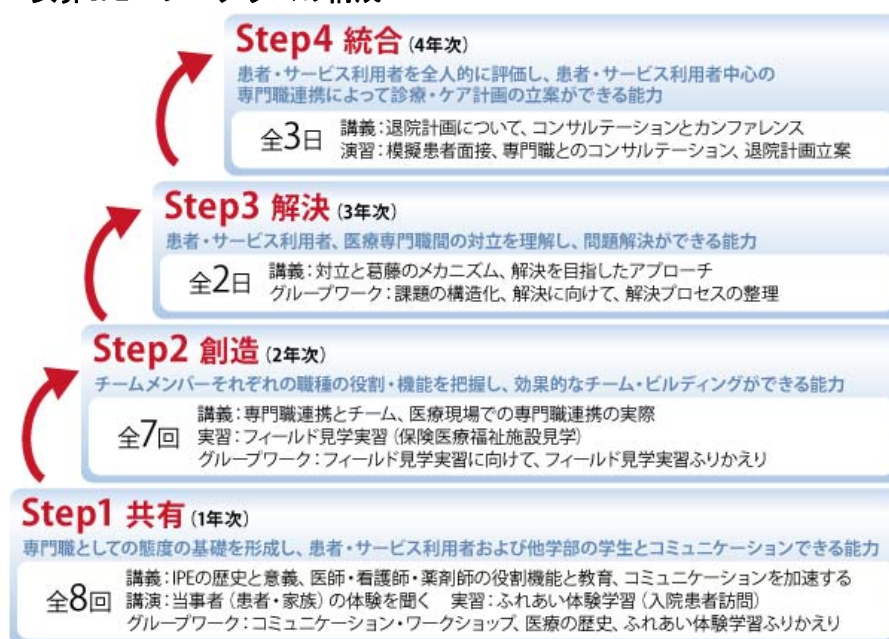 Step4 統合 (4年次)
患者・サービス利用者を全人的に評価し、患者・サービス利用者中心の
専門職連携によって診療・ケア計画の立案ができる能力
全3日
講義：退院計画について、コンサルテーションとカンファレンス
演習：模擬患者面接、専門職とのコンサルテーション、退院計画立案
Step3 解決 (3年次)
患者・サービス利用者、医療専門職間の対立を理解し、問題解決ができる能力
全2日
講義：対立と葛藤のメカニズム、解決を目指したアプローチ
グループワーク：課題の構造化、解決に向けて、解決プロセスの整理
Step2 創造 (2年次)
チームメンバーそれぞれの職種の役割・機能を把握し、効果的なチーム・ビルディングができる能力
全7回
講義：専門職連携とチーム、医療現場での専門職連携の実際
実習：フィールド見学実習（保険医療福祉施設見学）
グループワーク：フィールド見学実習に向けて、フィールド見学実習ふりかえり
Step1 共有 (1年次)
専門職としての態度の基礎を形成し、患者・サービス利用者および他学部の学生とコミュニケーションできる能力
全8回
講義：IPEの歴史と意義、医師・看護師・薬剤師の役割機能と教育、コミュニケーションを加速する
講演：当事者（患者・家族）の体験を聞く　実習：ふれあい体験学習（入院患者訪問）
グループワーク：コミュニケーション・ワークショップ、医療の歴史、ふれあい体験学習ふりかえり